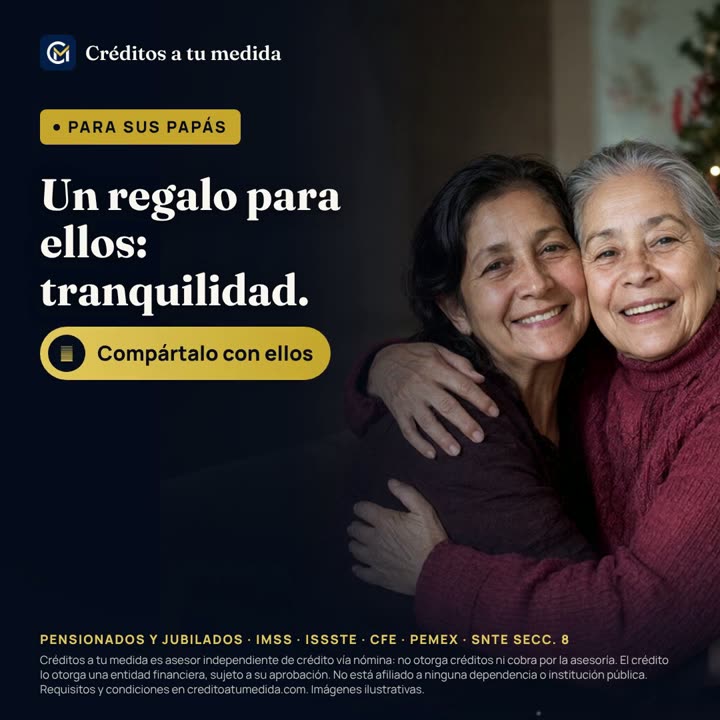 Créditos a tu medida
• PARA SUS PAPÁS
Un regalo para
ellos:
tranquilidad.
Compártalo con ellos
PENSIONADOS Y JUBILADOS · IMSS · ISSSTE · CFE · PEMEX · SNTE SECC. 8
Créditos a tu medida es asesor independiente de crédito vía nómina: no otorga créditos ni cobra por la asesoría. El crédito
lo otorga una entidad financiera, sujeto a su aprobación. No está afiliado a ninguna dependencia o institución pública.
Requisitos y condiciones en creditoatumedida.com. Imágenes ilustrativas.